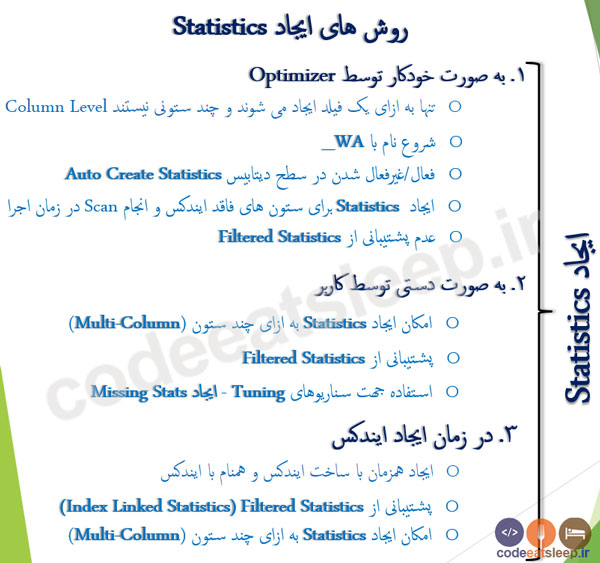 روش های ایجاد Statistics
۱. به صورت خودکار توسط Optimizer
تنها به ازای یک فیلد ایجاد می شوند و چند ستونی نیستند Column Level
شروع نام با WA_
فعال/غیرفعال شدن در سطح دیتابیس Auto Create Statistics
ایجاد Statistics برای ستون های فاقد ایندکس و انجام Scan در زمان اجرا
عدم پشتیبانی از Filtered Statistics
۲. به صورت دستی توسط کاربر
امکان ایجاد Statistics به ازای چند ستون (Multi-Column)
پشتیبانی از Filtered Statistics
استفاده جهت سناریوهای Tuning - ایجاد Missing Stats
۳. در زمان ایجاد ایندکس
ایجاد همزمان با ساخت ایندکس و همنام با ایندکس
پشتیبانی از Filtered Statistics (Index Linked Statistics)
امکان ایجاد Statistics به ازای چند ستون (Multi-Column)
ایجاد Statistics
codeeatsleep.ir
codeeatsleep.ir